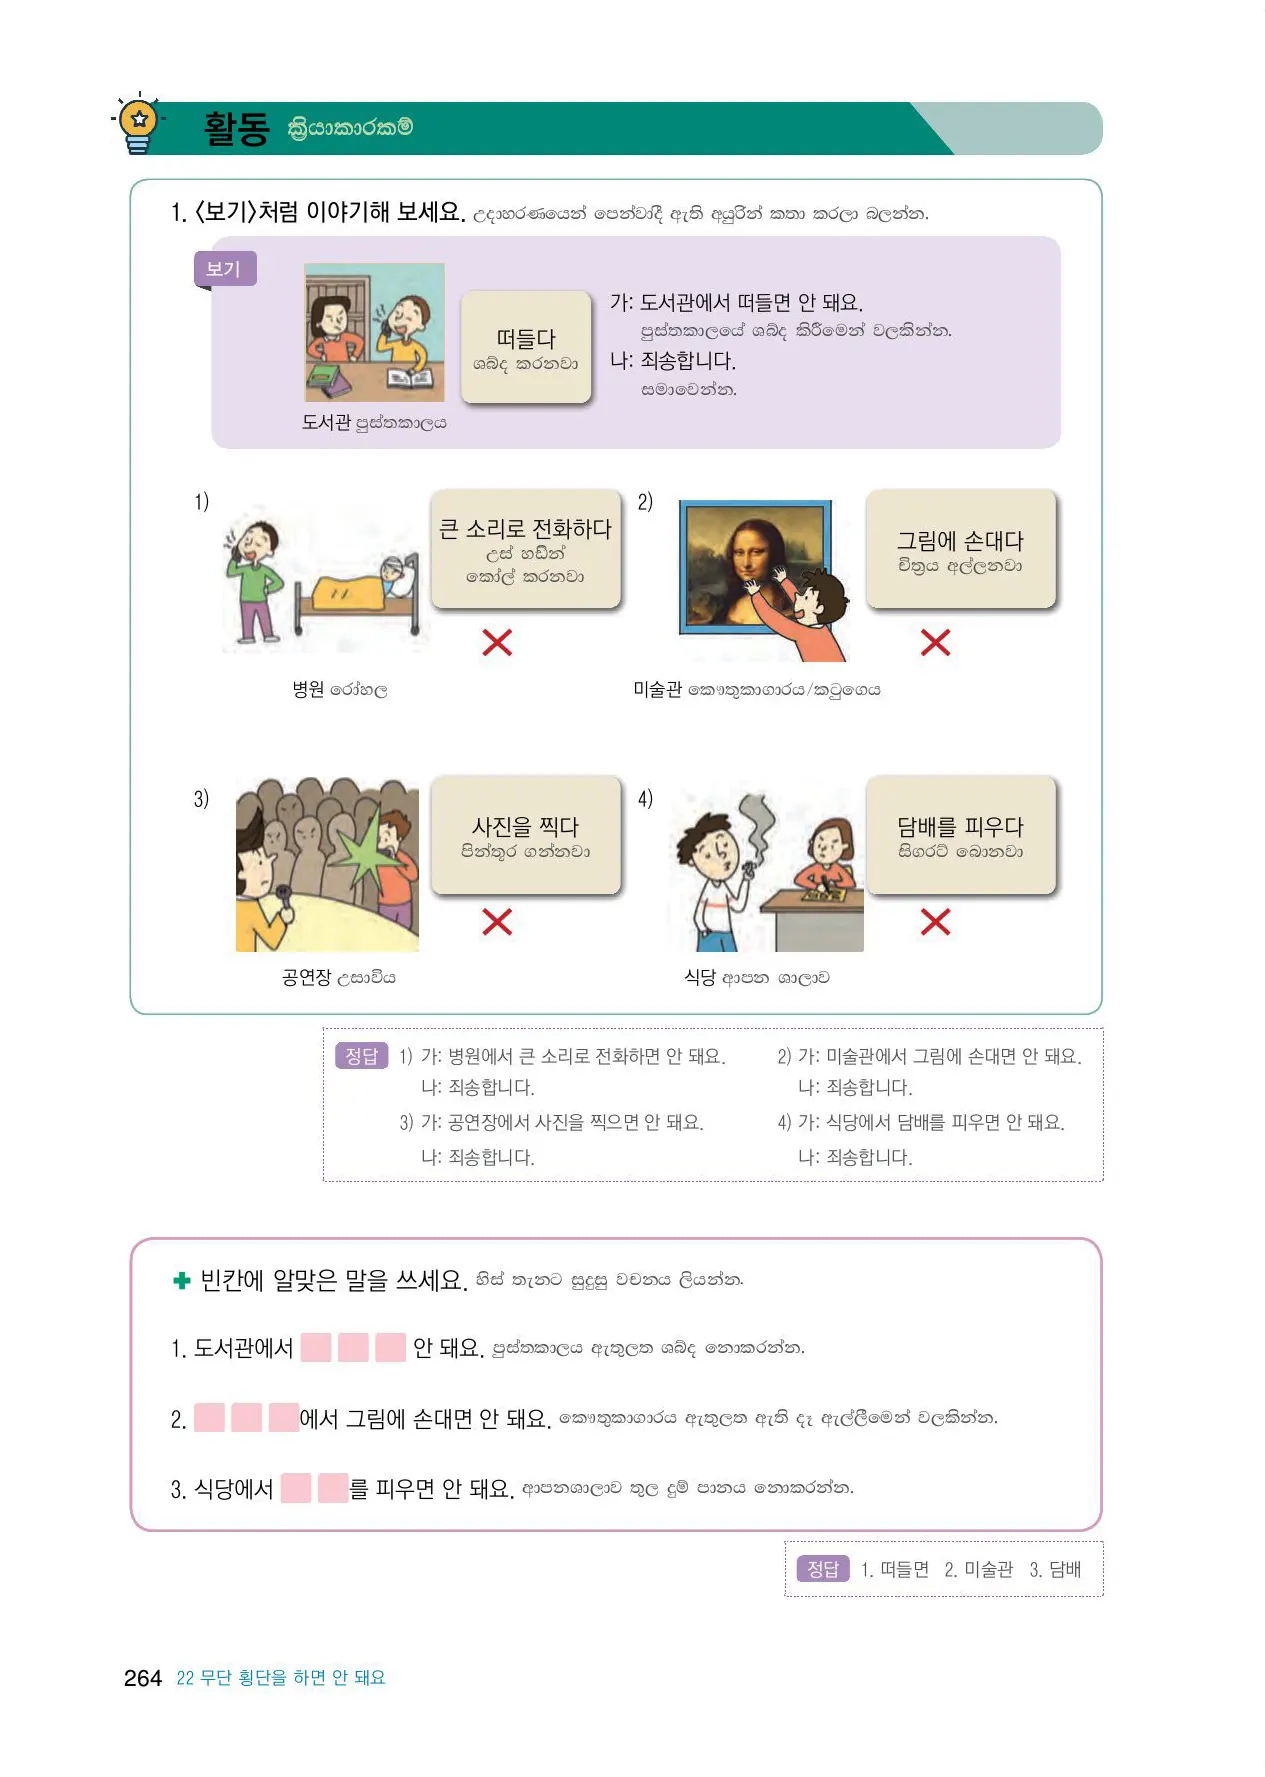 활동 ක්‍රියාකාරකම්
1. 〈보기〉처럼 이야기해 보세요. උදාහරණයෙන් පෙන්වාදී ඇති අයුරින් කතා කරලා බලන්න.
보기
떠들다
ශබ්ද කරනවා
가: 도서관에서 떠들면 안 돼요.
පුස්තකාලයේ ශබ්ද කිරීමෙන් වලකින්න.
나: 죄송합니다.
සමාවෙන්න.
도서관 පුස්තකාලය
1)
큰 소리로 전화하다
උස් හඬින්
කෝල් කරනවා
병원 රෝහල
2)
그림에 손대다
චිත්‍රය අල්ලනවා
미술관 කෞතුකාගාරය/කටුගෙය
3)
사진을 찍다
පින්තූර ගන්නවා
공연장 උසාවිය
4)
담배를 피우다
සිගරට් බොනවා
식당 ආපන ශාලාව
정답 1) 가: 병원에서 큰 소리로 전화하면 안 돼요. 2) 가: 미술관에서 그림에 손대면 안 돼요.
나: 죄송합니다. 나: 죄송합니다.
3) 가: 공연장에서 사진을 찍으면 안 돼요. 4) 가: 식당에서 담배를 피우면 안 돼요.
나: 죄송합니다. 나: 죄송합니다.
✚ 빈칸에 알맞은 말을 쓰세요. හිස් තැනට සුදුසු වචනය ලියන්න.
1. 도서관에서 안 돼요. පුස්තකාලය ඇතුලත ශබ්ද නොකරන්න.
2. 에서 그림에 손대면 안 돼요. කෞතුකාගාරය ඇතුලත ඇති දෑ ඇල්ලීමෙන් වලකින්න.
3. 식당에서 를 피우면 안 돼요. ආපනශාලාව තුල දුම් පානය නොකරන්න.
정답 1. 떠들면 2. 미술관 3. 담배
264 22 무단 횡단을 하면 안 돼요